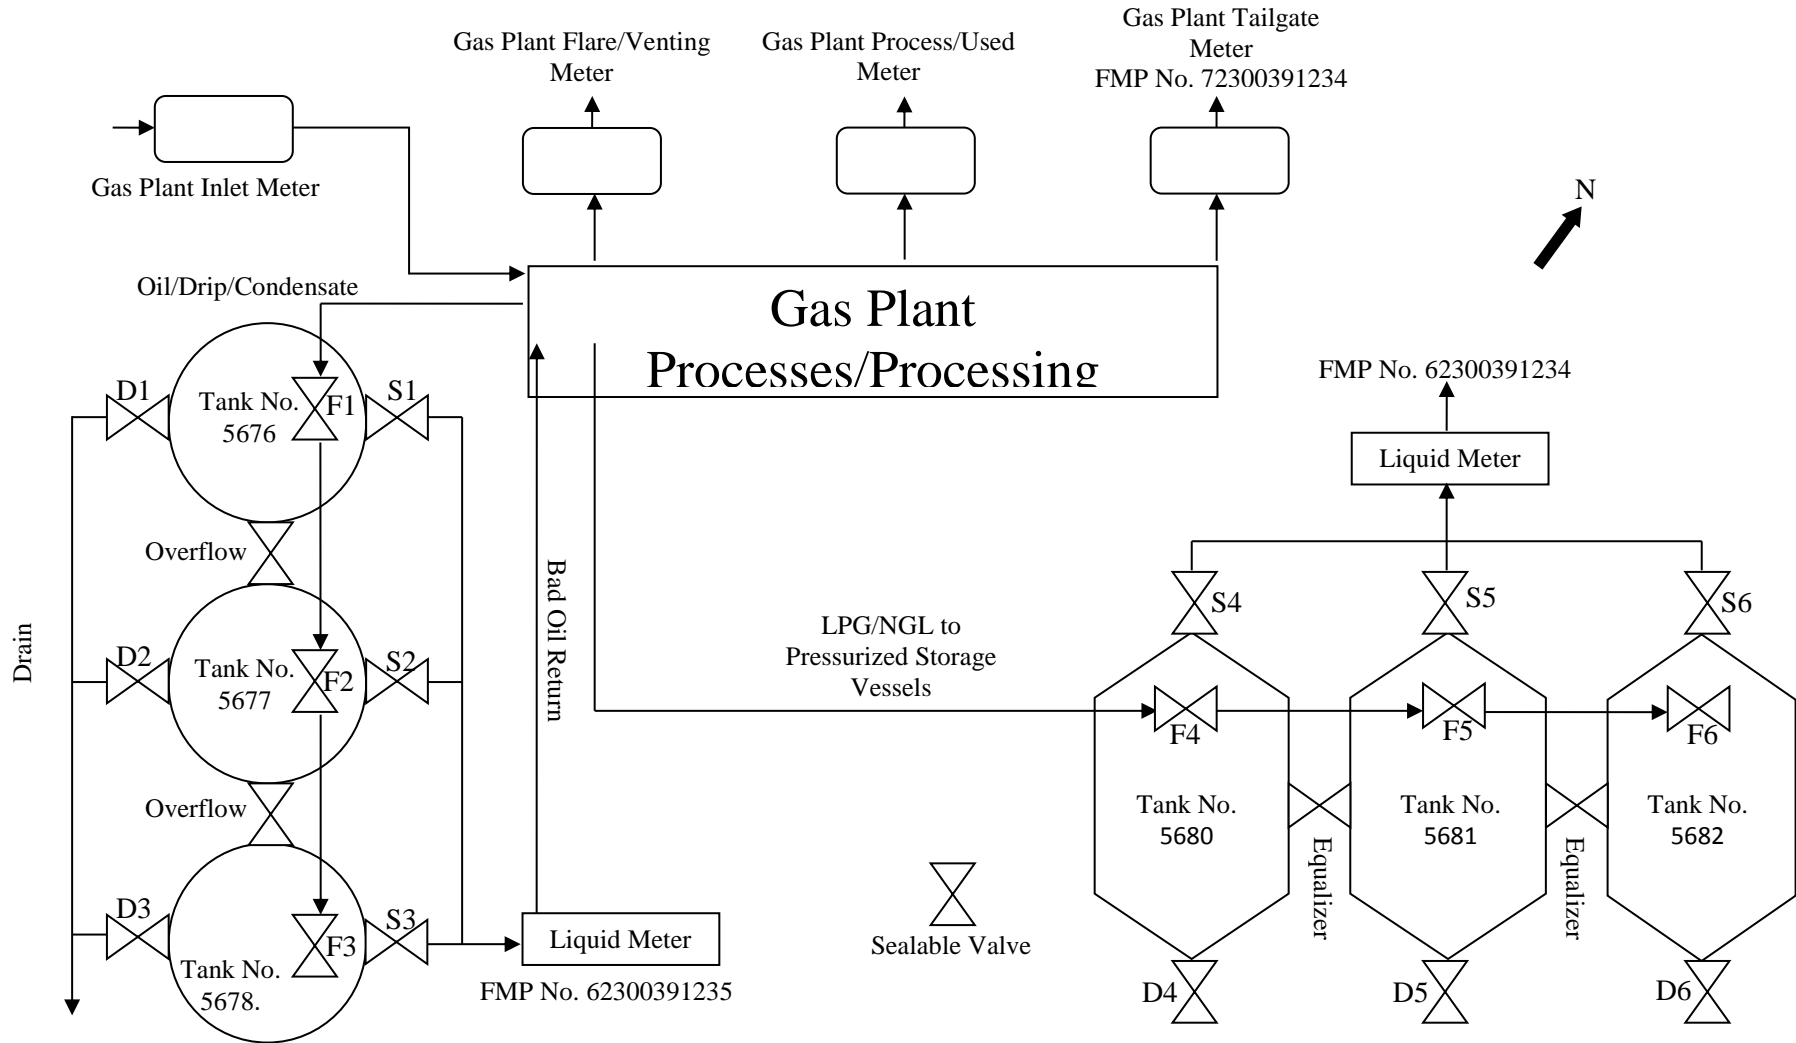 Gas Plant Tailgate
Meter
FMP No. 72300391234
Gas Plant Flare/Venting
Meter
Gas Plant Process/Used
Meter
Gas Plant Inlet Meter
N
Oil/Drip/Condensate
Gas Plant
Processes/Processing
FMP No. 62300391234
Liquid Meter
D1
Tank No.
5676
F1
S1
Overflow
D2
Tank No.
5677
F2
S2
Overflow
D3
Tank No.
5678.
F3
S3
Drain
Bad Oil Return
Liquid Meter
FMP No. 62300391235
LPG/NGL to
Pressurized Storage
Vessels
S4
S5
S6
F4
F5
F6
Tank No.
5680
Tank No.
5681
Tank No.
5682
Equalizer
Equalizer
Sealable Valve
D4
D5
D6